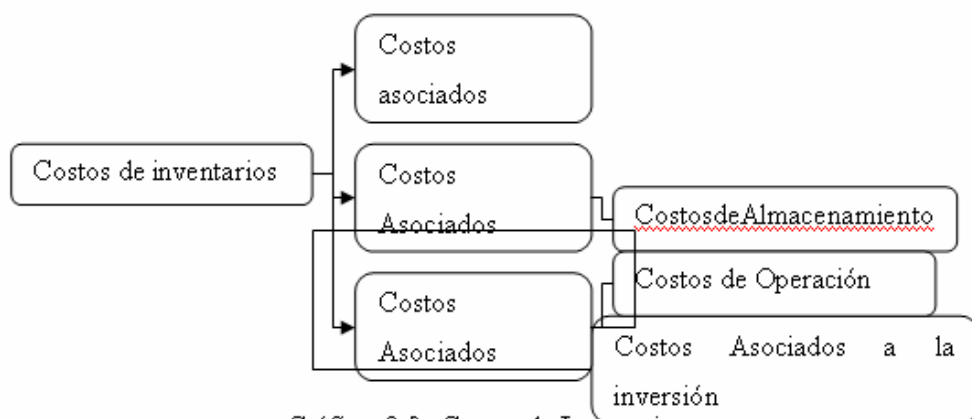 Costos
asociados
Costos de inventarios
Costos
Asociados
CostosdeAlmacenamiento
Costos de Operación
Costos
Asociados
Costos Asociados a la
inversión